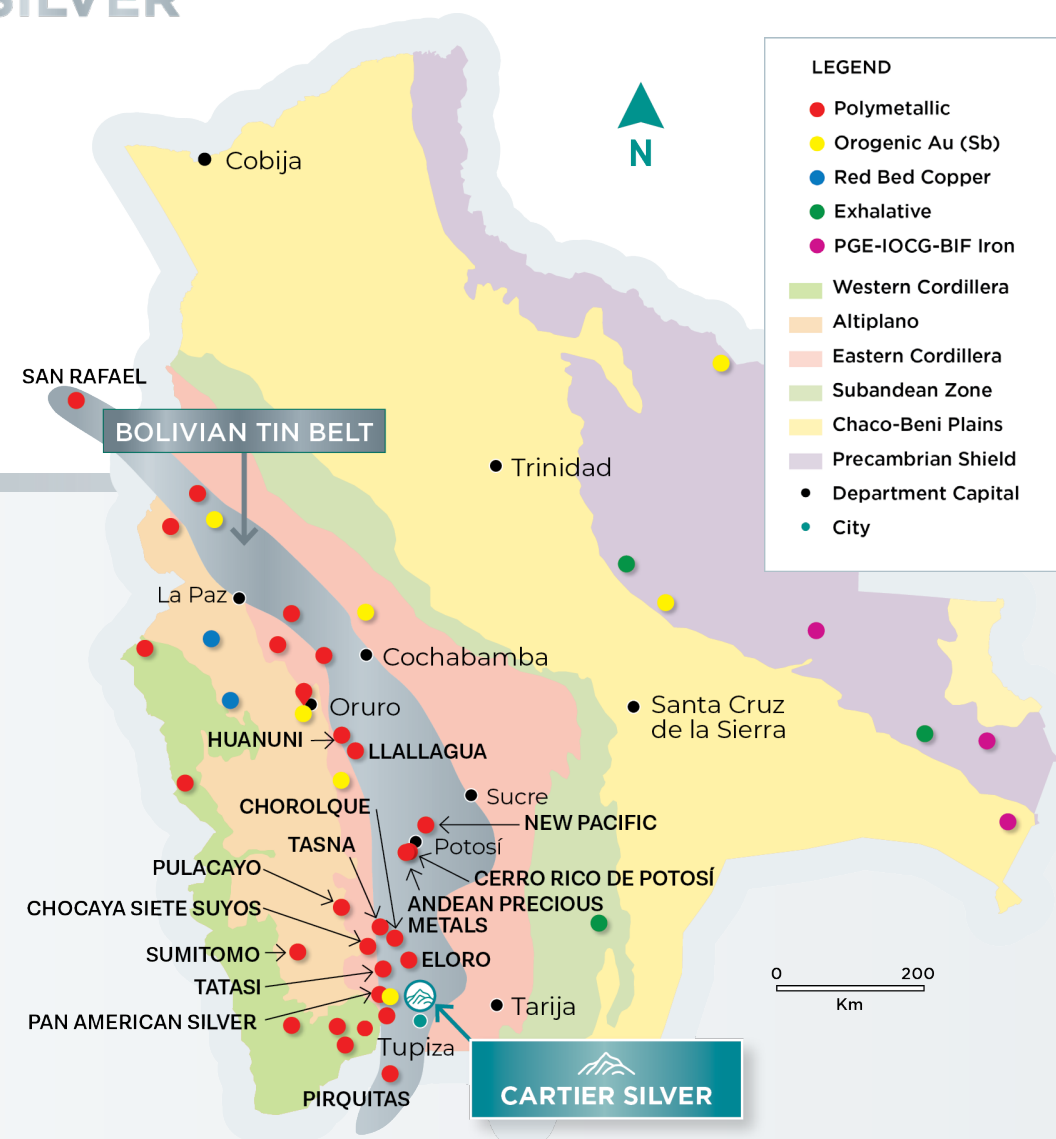 SILVER
LEGEND
Polymetallic
Orogenic Au (Sb)
Red Bed Copper
Exhalative
PGE-IOCG-BIF Iron
Western Cordillera
Altiplano
Eastern Cordillera
Subandean Zone
Chaco-Beni Plains
Precambrian Shield
Department Capital
City
N
Cobija
SAN RAFAEL
BOLIVIAN TIN BELT
Trinidad
La Paz
Cochabamba
Oruro
Santa Cruz
de la Sierra
HUANUNI
LLALLAGUA
Sucre
CHOROLQUE
NEW PACIFIC
TASNA
Potosí
PULACAYO
CERRO RICO DE POTOSÍ
CHOCAYA SIETE SUYOS
ANDEAN PRECIOUS
METALS
SUMITOMO
ELORO
TATASI
0 200
Km
PAN AMERICAN SILVER
Tarija
Tupiza
PIRQUITAS
CARTIER SILVER